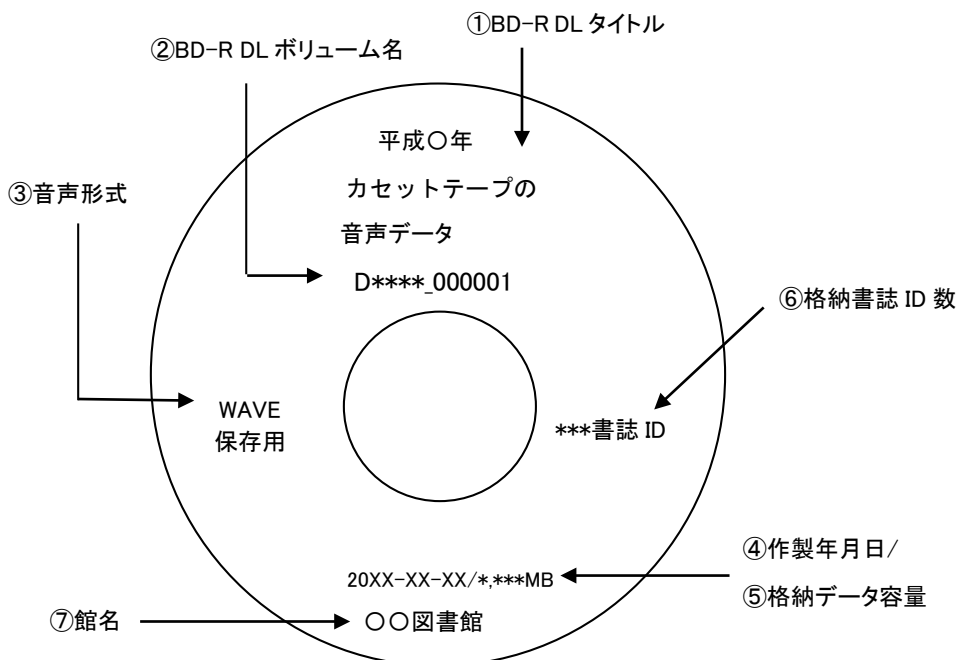 ①BD-R DL タイトル
②BD-R DL ボリューム名
平成〇年
カセットテープの
③音声形式
音声データ
D****_000001
⑥格納書誌 ID 数
WAVE
保存用
***書誌 ID
④作製年月日/
20XX-XX-XX/*,***MB
⑤格納データ容量
⑦館名
〇〇図書館